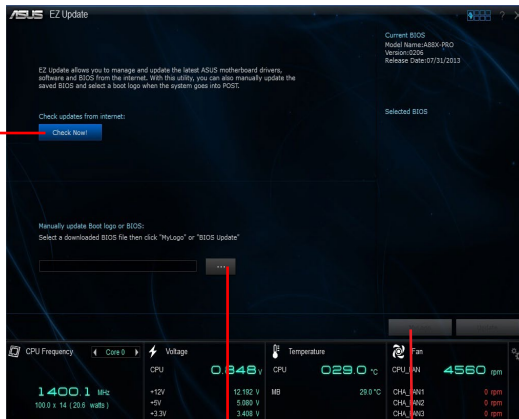 ASUS EZ Update
?
Current BIOS
Model Name:A88X-PRO
Version:0206
Release Date:07/31/2013
EZ Update allows you to manage and update the latest ASUS motherboard drivers,
software and BIOS from the internet. With this utility, you can also manually update the
saved BIOS and select a boot logo when the system goes into POST.
Check updates from internet:
Selected BIOS
Check Now!
Manually update Boot logo or BIOS:
Select a downloaded BIOS file then click "MyLogo" or "BIOS Update"
...
CPU Frequency
Core 0
1400.1 MHz
100.0 x 14 (20.6 watts)
Voltage
CPU 0.848 V
+12V 12.192 V
+5V 5.080 V
+3.3V 3.408 V
Temperature
CPU 029.0 °C
MB 29.0 °C
Fan
CPU_FAN 4560 rpm
CHA_FAN1 0 rpm
CHA_FAN2 0 rpm
0 rpm